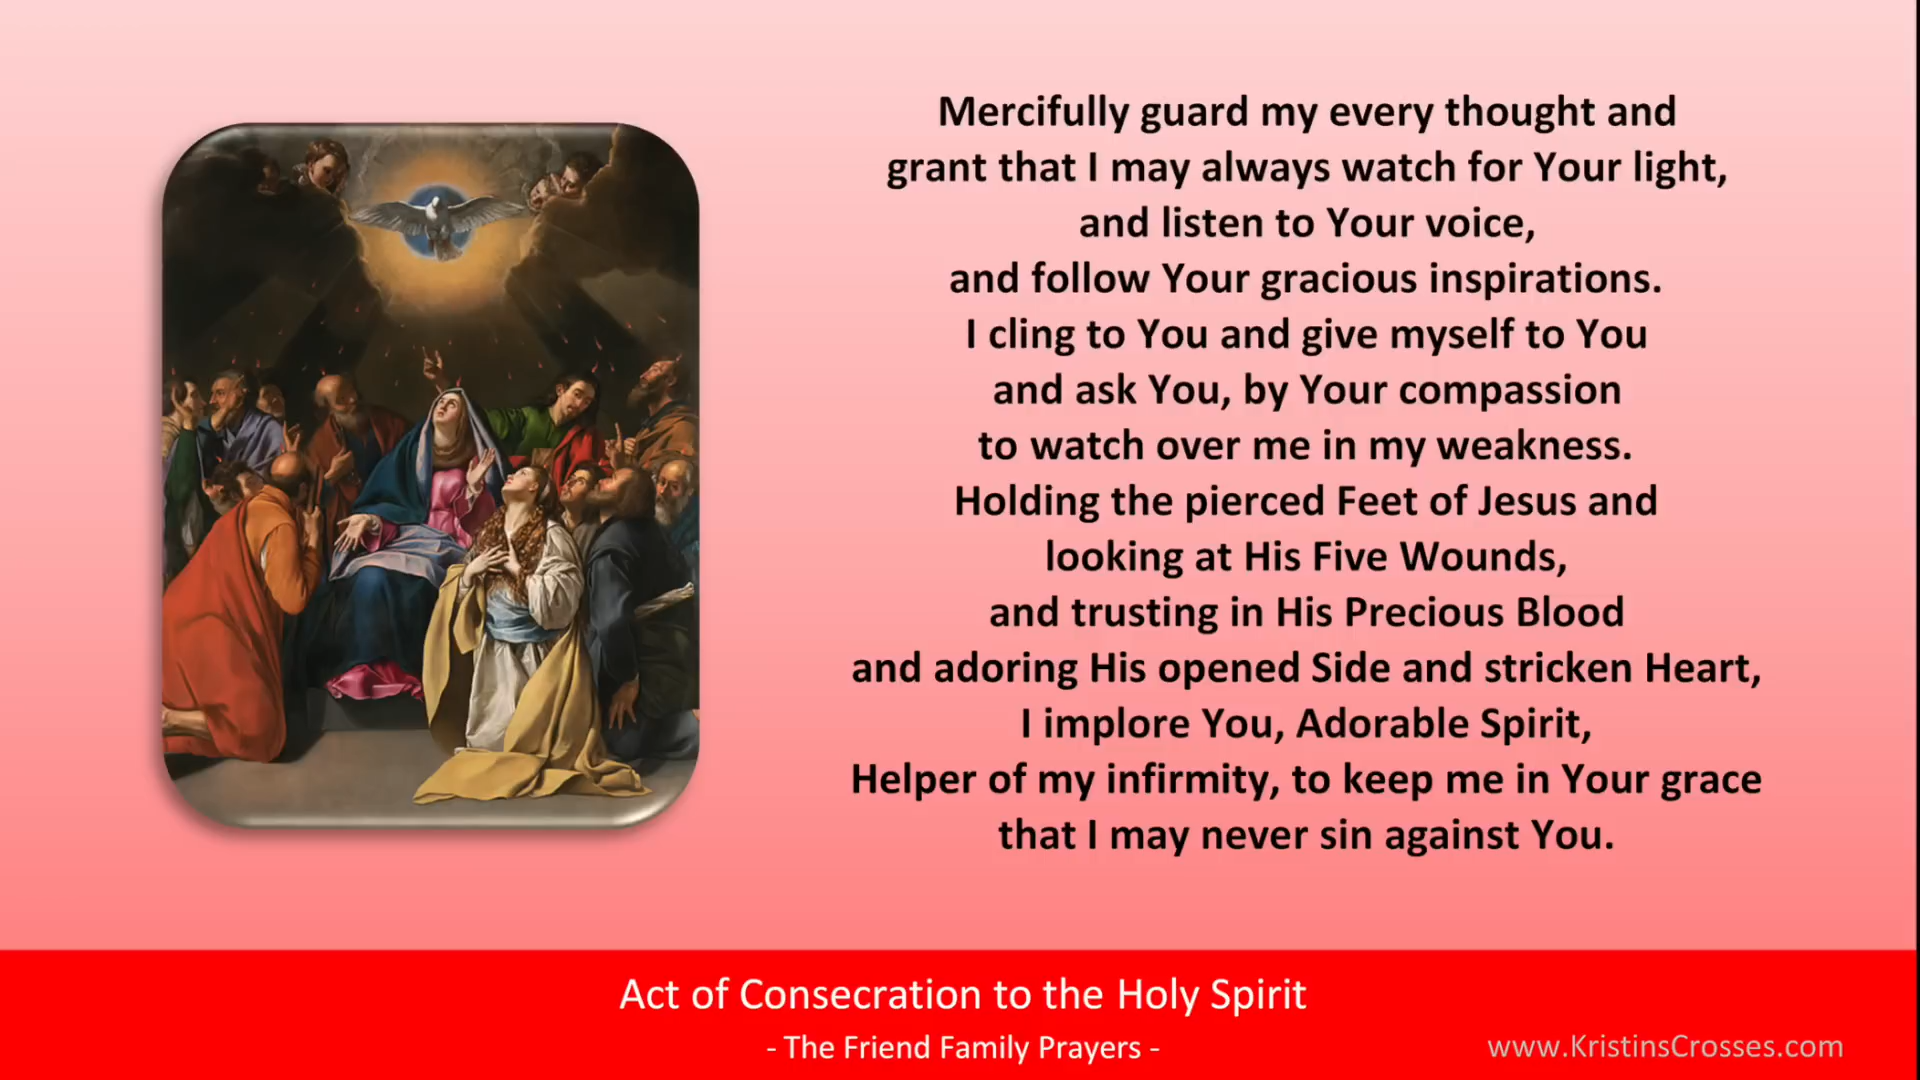 Mercifully guard my every thought and
grant that I may always watch for Your light,
and listen to Your voice,
and follow Your gracious inspirations.
I cling to You and give myself to You
and ask You, by Your compassion
to watch over me in my weakness.
Holding the pierced Feet of Jesus and
looking at His Five Wounds,
and trusting in His Precious Blood
and adoring His opened Side and stricken Heart,
I implore You, Adorable Spirit,
Helper of my infirmity, to keep me in Your grace
that I may never sin against You.
Act of Consecration to the Holy Spirit
- The Friend Family Prayers -
www.KristinsCrosses.com